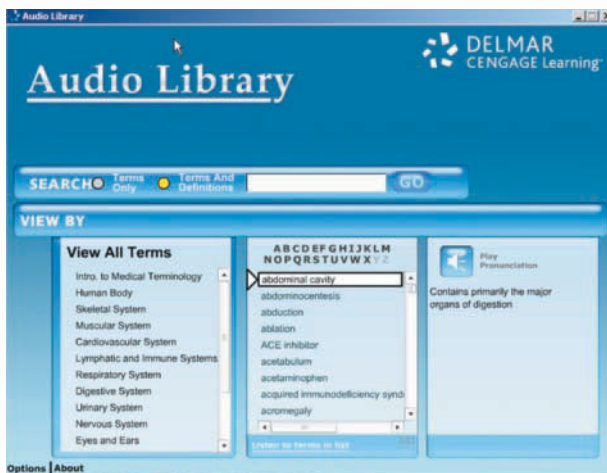 Audio Library
DELMAR
CENGAGE Learning
Audio Library
SEARCH Terms Only Terms And Definitions GO
VIEW BY
View All Terms
Intro. to Medical Terminology
Human Body
Skeletal System
Muscular System
Cardiovascular System
Lymphatic and Immune Systems
Respiratory System
Digestive System
Urinary System
Nervous System
Eyes and Ears
A B C D E F G H I J K L M
N O P Q R S T U V W X Y Z
abdominal cavity
abdominocentesis
abduction
ablation
ACE inhibitor
acetabulum
acetaminophen
acquired immunodeficiency synd
acromegaly
Listen to terms in list
Play
Pronunciation
Contains primarily the major
organs of digestion
Options | About